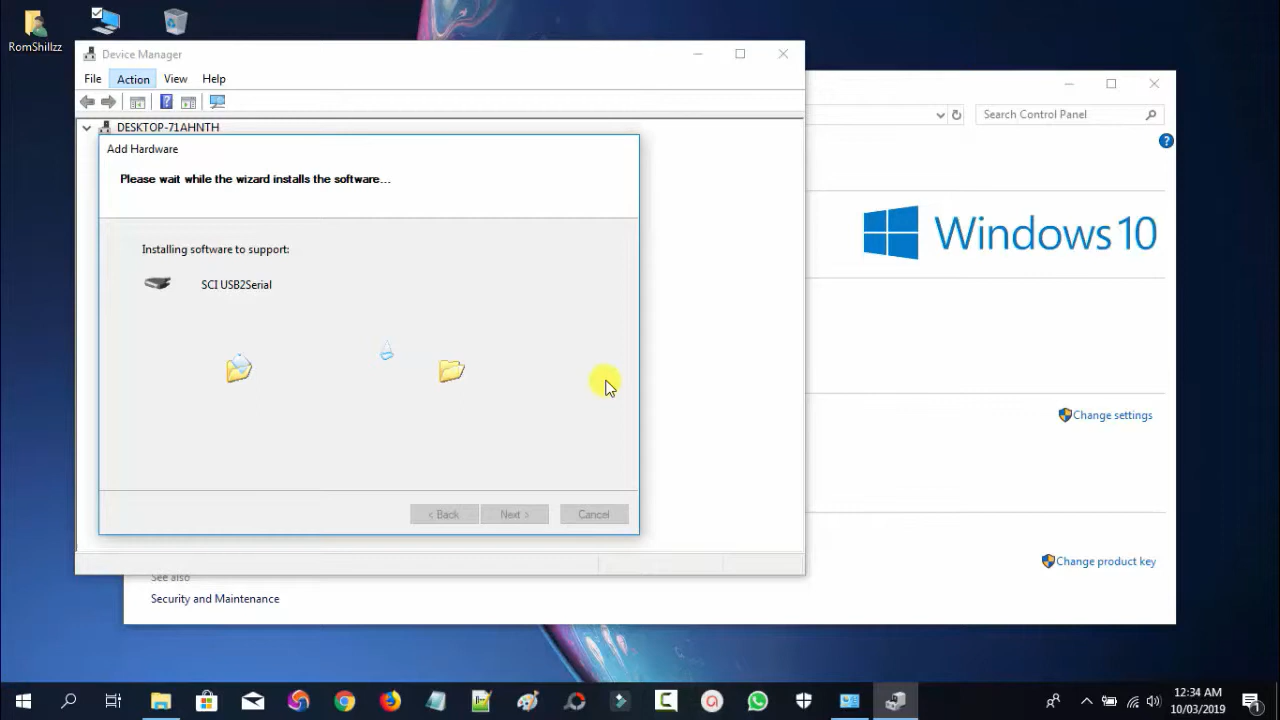 RomShillz
Device Manager
File Action View Help
DESKTOP-71AHNTH
Add Hardware
Please wait while the wizard installs the software...
Installing software to support:
SCI USB2Serial
< Back Next > Cancel
Search Control Panel
Windows 10
Change settings
Change product key
See also
Security and Maintenance
12:34 AM
10/03/2019
1